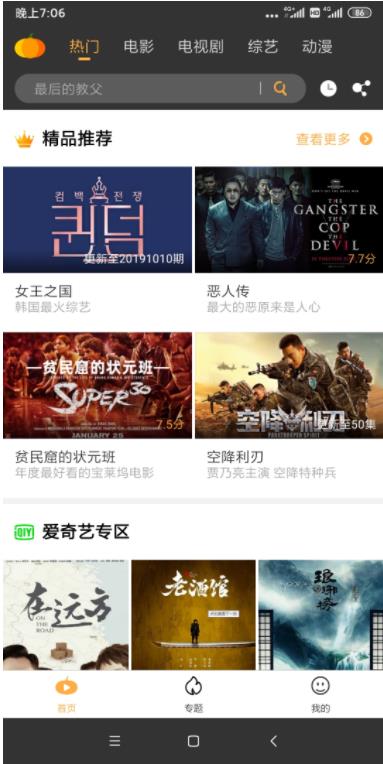 晚上7:06
4G+
HD
4G
86
热门 电影 电视剧 综艺 动漫
最后的教父
精品推荐
查看更多
컴백전쟁
퀸덤
更新至20191010期
THE
GANGSTER
THE
COP
THE
DEVIL
7.7分
女王之国
韩国最火综艺
恶人传
最大的恶原来是人心
贫民窟的状元班
SUPER 30
JANUARY 25
7.5分
空降利刃
PARATROOPER SPIRIT
更新至50集
贫民窟的状元班
年度最好看的宝莱坞电影
空降利刃
贾乃亮主演 空降特种兵
QIY
爱奇艺专区
在远方
ON THE
ROAD
老酒馆
琅琊榜
首页
专题
我的